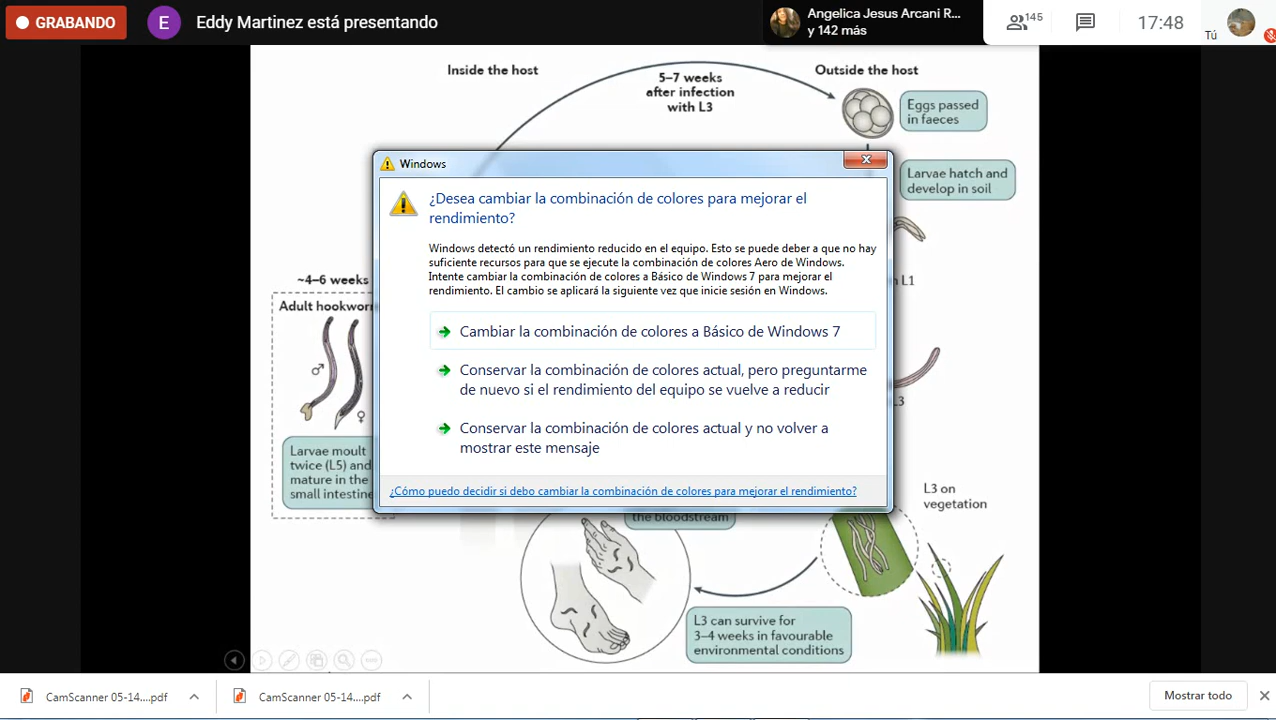 GRABANDO
E
Eddy Martinez está presentando
Angelica Jesus Arcani R...
y 142 más
145
17:48
Tú
Inside the host
5–7 weeks
after infection
with L3
Outside the host
Eggs passed
in faeces
Larvae hatch and
develop in soil
L1
~4–6 weeks
Adult hookworm
♂
♀
Larvae moult
twice (L5) and
mature in the
small intestine
L3
Windows
¿Desea cambiar la combinación de colores para mejorar el
rendimiento?
Windows detectó un rendimiento reducido en el equipo. Esto se puede deber a que no hay
suficiente recursos para que se ejecute la combinación de colores Aero de Windows.
Intente cambiar la combinación de colores a Básico de Windows 7 para mejorar el
rendimiento. El cambio se aplicará la siguiente vez que inicie sesión en Windows.
Cambiar la combinación de colores a Básico de Windows 7
Conservar la combinación de colores actual, pero preguntarme
de nuevo si el rendimiento del equipo se vuelve a reducir
Conservar la combinación de colores actual y no volver a
mostrar este mensaje
¿Cómo puedo decidir si debo cambiar la combinación de colores para mejorar el rendimiento?
the bloodstream
L3 on
vegetation
L3 can survive for
3–4 weeks in favourable
environmental conditions
CamScanner 05-14....pdf
CamScanner 05-14....pdf
Mostrar todo